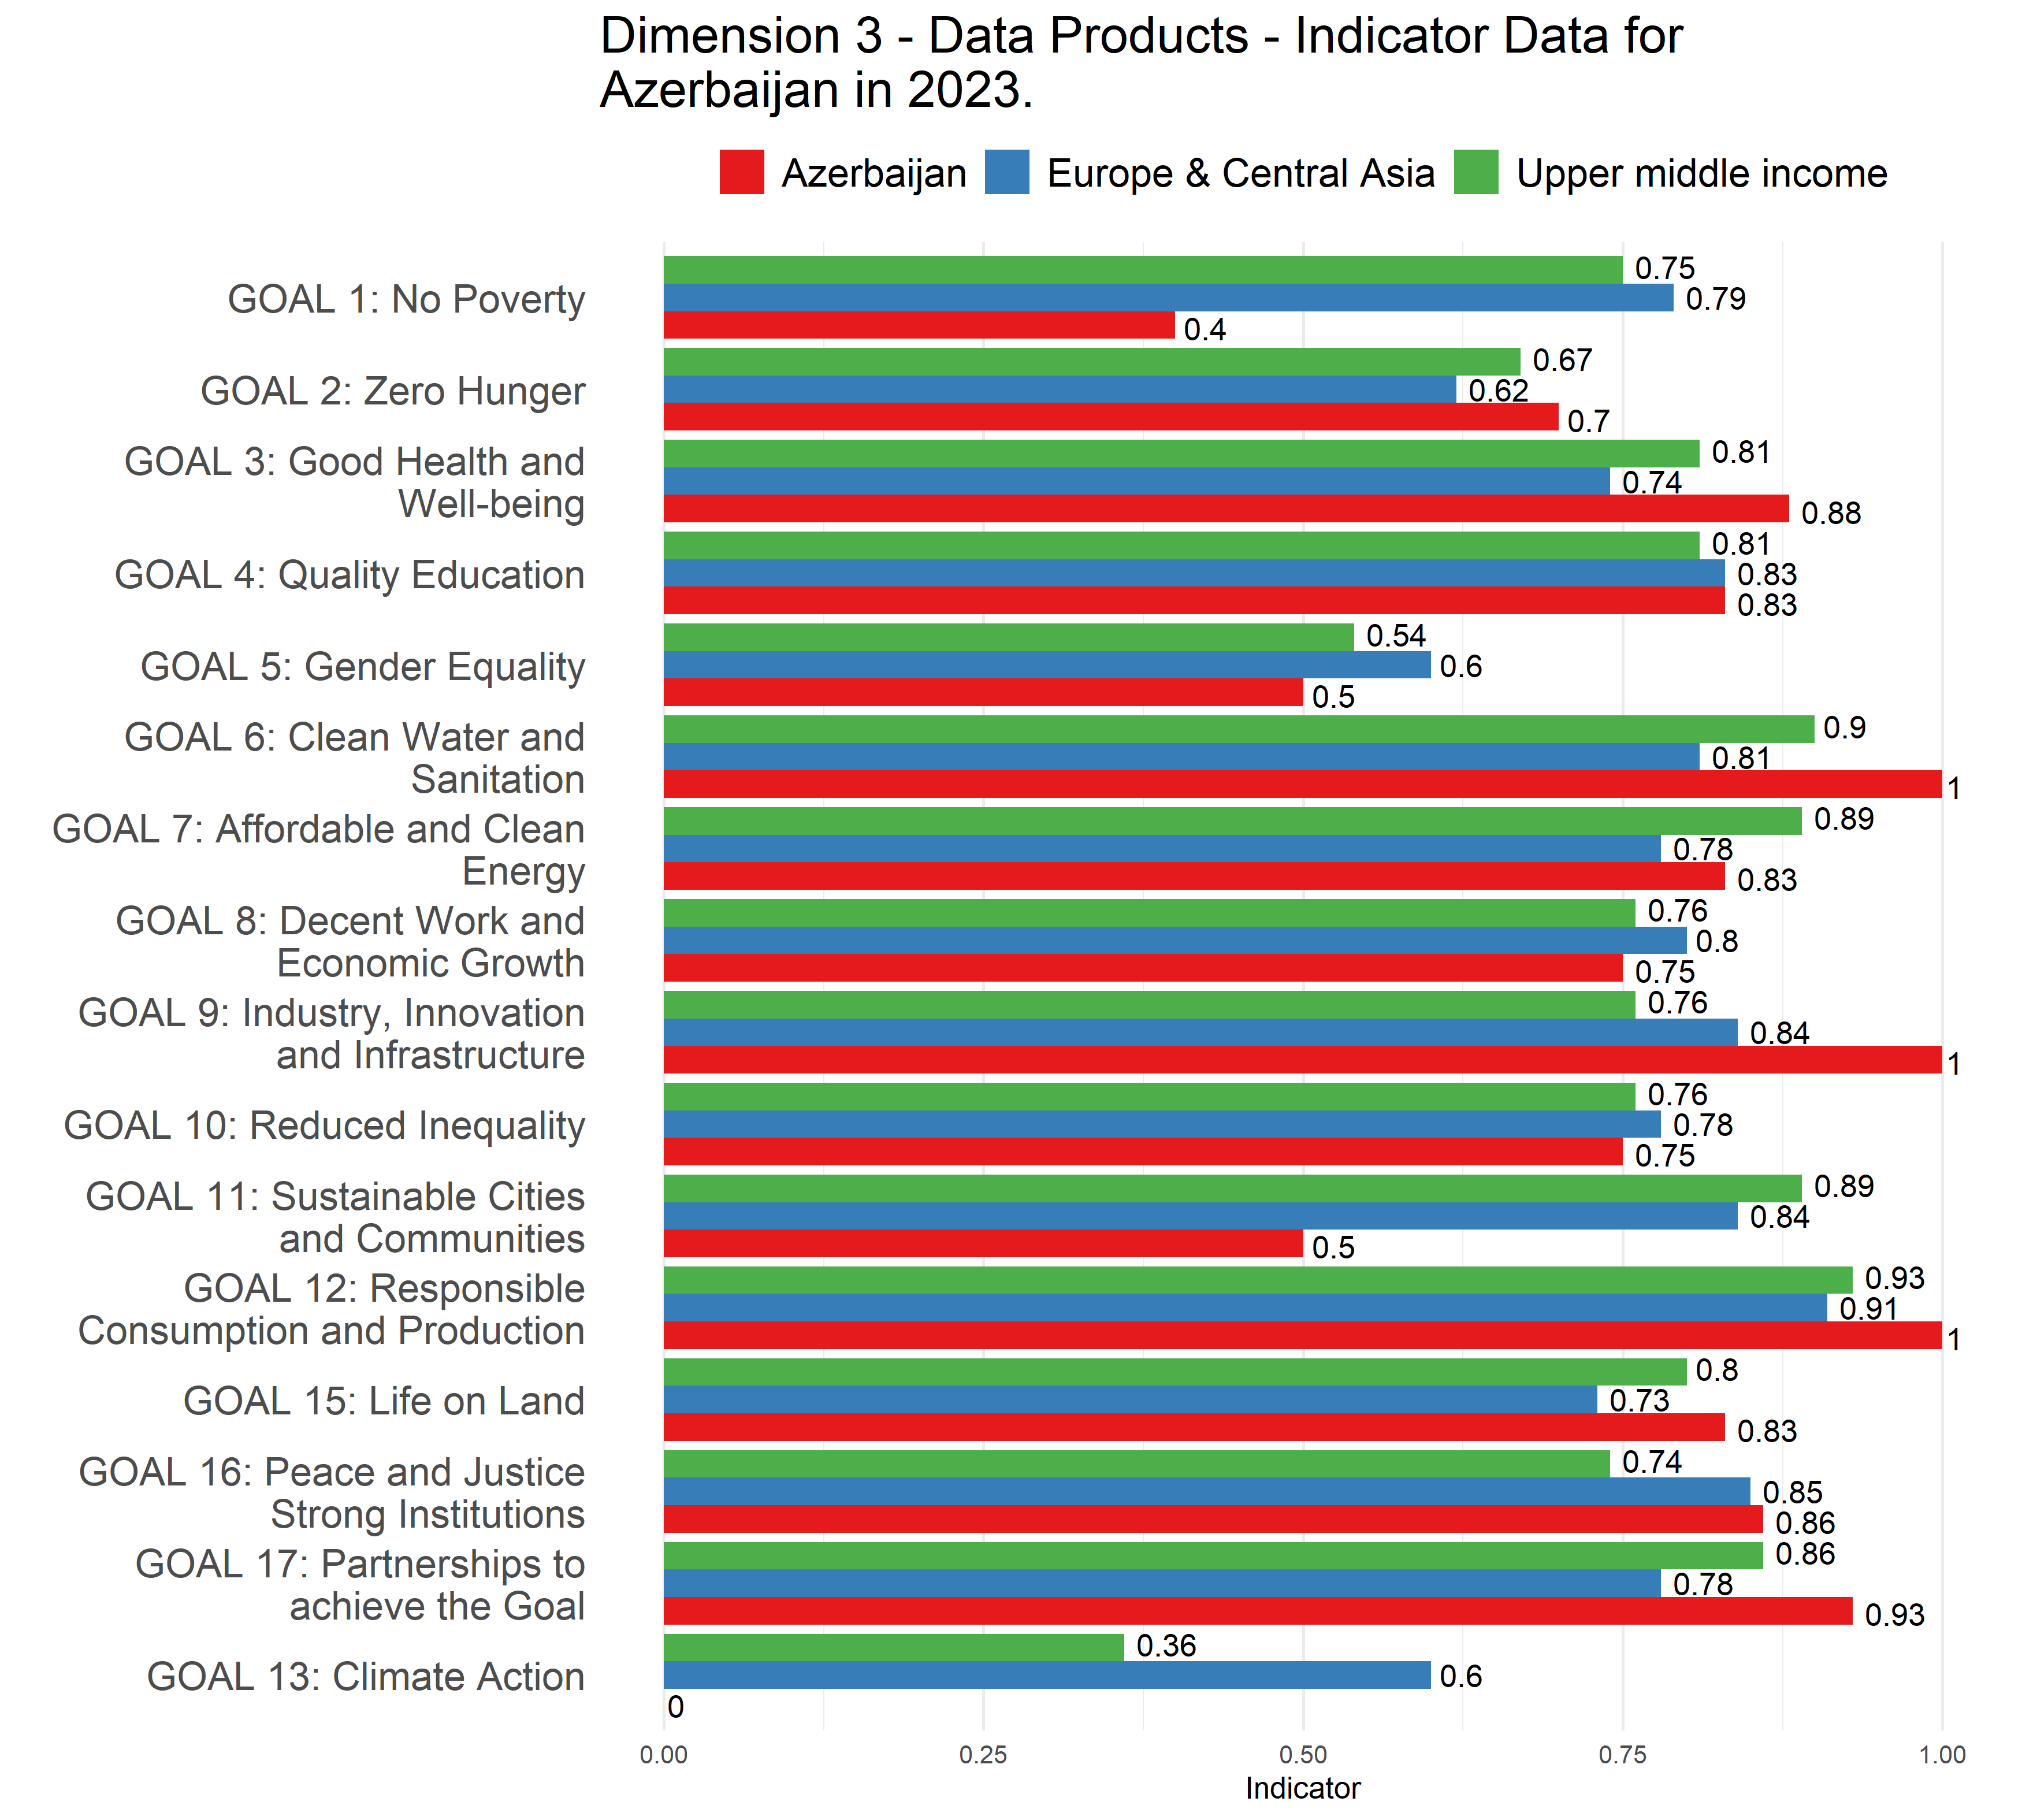 Dimension 3 - Data Products - Indicator Data for
Azerbaijan in 2023.
Azerbaijan Europe & Central Asia Upper middle income
0.75
GOAL 1: No Poverty 0.79
0.4
0.67
GOAL 2: Zero Hunger 0.62
0.7
GOAL 3: Good Health and
Well-being
0.81
0.74
0.88
0.81
GOAL 4: Quality Education 0.83
0.83
0.54
GOAL 5: Gender Equality 0.6
0.5
GOAL 6: Clean Water and
Sanitation
0.9
0.81
1
GOAL 7: Affordable and Clean
Energy
0.89
0.78
0.83
GOAL 8: Decent Work and
Economic Growth
0.76
0.8
0.75
GOAL 9: Industry, Innovation
and Infrastructure
0.76
0.84
1
0.76
GOAL 10: Reduced Inequality 0.78
0.75
GOAL 11: Sustainable Cities
and Communities
0.89
0.84
0.5
GOAL 12: Responsible
Consumption and Production
0.93
0.91
1
0.8
GOAL 15: Life on Land 0.73
0.83
GOAL 16: Peace and Justice
Strong Institutions
0.74
0.85
0.86
GOAL 17: Partnerships to
achieve the Goal
0.86
0.78
0.93
0.36
GOAL 13: Climate Action 0.6
0
0.00 0.25 0.50 0.75 1.00
Indicator